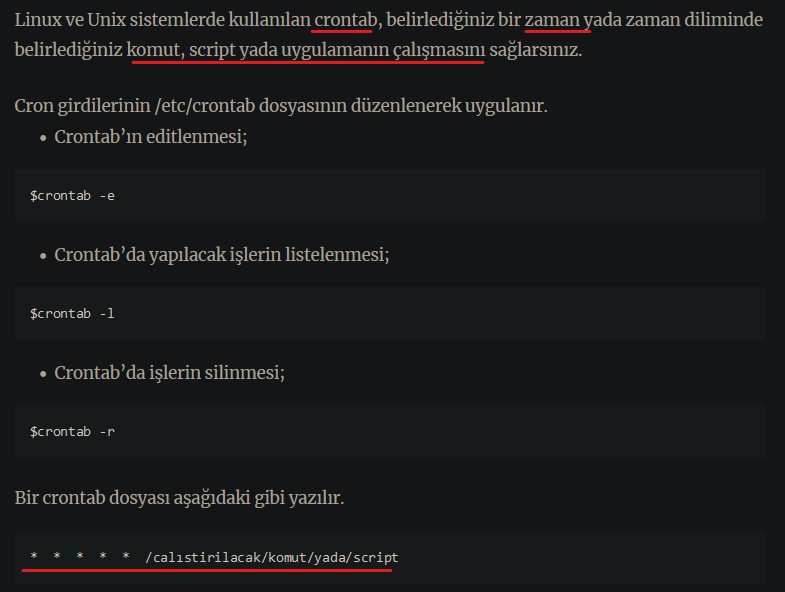 Linux ve Unix sistemlerde kullanılan crontab, belirlediğiniz bir zaman yada zaman diliminde
belirlediğiniz komut, script yada uygulamanın çalışmasını sağlarsınız.
Cron girdilerinin /etc/crontab dosyasının düzenlenerek uygulanır.
• Crontab’ın editlenmesi;
$crontab -e
• Crontab’da yapılacak işlerin listelenmesi;
$crontab -l
• Crontab’da işlerin silinmesi;
$crontab -r
Bir crontab dosyası aşağıdaki gibi yazılır.
* * * * * /calıstirilacak/komut/yada/script